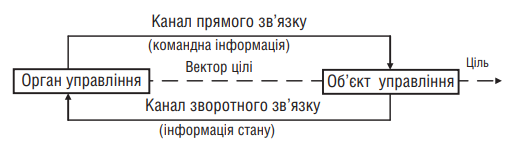 Канал прямого зв’язку
(командна інформація)
Орган управління
Вектор цілі
Об’єкт управління
Ціль
Канал зворотного зв’язку
(інформація стану)